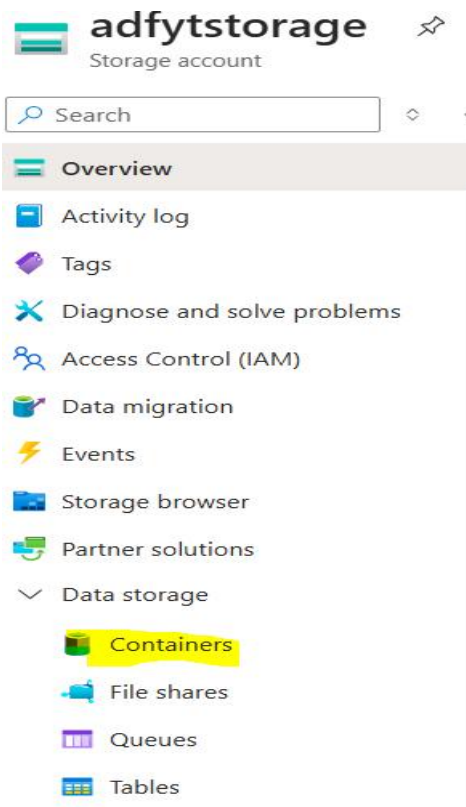 adfytstorage
Storage account
Search
Overview
Activity log
Tags
Diagnose and solve problems
Access Control (IAM)
Data migration
Events
Storage browser
Partner solutions
Data storage
Containers
File shares
Queues
Tables